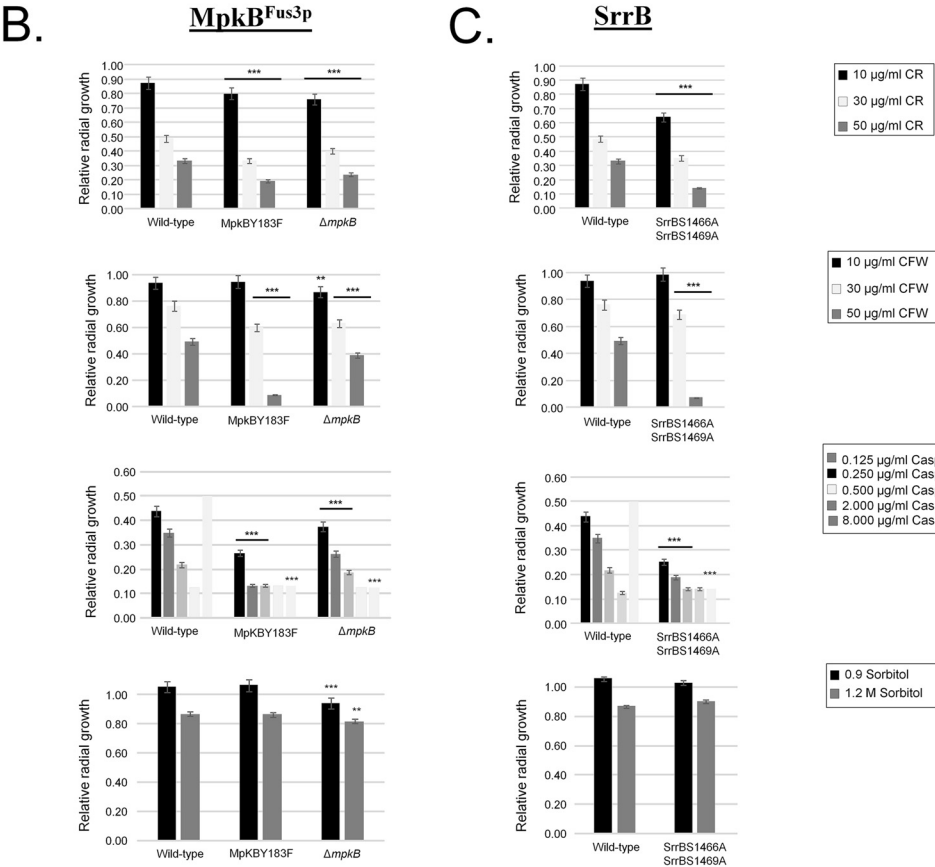 B.
MpkBFus3p
Relative radial growth
1.00
0.90
0.80
0.70
0.60
0.50
0.40
0.30
0.20
0.10
0.00
***
***
Wild-type
MpkBY183F
ΔmpkB
Relative radial growth
1.00
0.80
0.60
0.40
0.20
0.00
***
**
***
Wild-type
MpkBY183F
ΔmpkB
Relative radial growth
0.60
0.50
0.40
0.30
0.20
0.10
0.00
***
***
***
***
Wild-type
MpKBY183F
ΔmpkB
Relative radial growth
1.00
0.80
0.60
0.40
0.20
0.00
***
**
Wild-type
MpKBY183F
ΔmpkB
C.
SrrB
Relative radial growth
1.00
0.90
0.80
0.70
0.60
0.50
0.40
0.30
0.20
0.10
0.00
***
Wild-type
SrrBS1466A
SrrBS1469A
Relative radial growth
1.00
0.80
0.60
0.40
0.20
0.00
***
Wild-type
SrrBS1466A
SrrBS1469A
Relative radial growth
0.60
0.50
0.40
0.30
0.20
0.10
0.00
***
***
Wild-type
SrrBS1466A
SrrBS1469A
Relative radial growth
1.00
0.80
0.60
0.40
0.20
0.00
Wild-type
SrrBS1466A
SrrBS1469A
10 µg/ml CR
30 µg/ml CR
50 µg/ml CR
10 µg/ml CFW
30 µg/ml CFW
50 µg/ml CFW
0.125 µg/ml Casp
0.250 µg/ml Casp
0.500 µg/ml Casp
2.000 µg/ml Casp
8.000 µg/ml Casp
0.9 Sorbitol
1.2 M Sorbitol